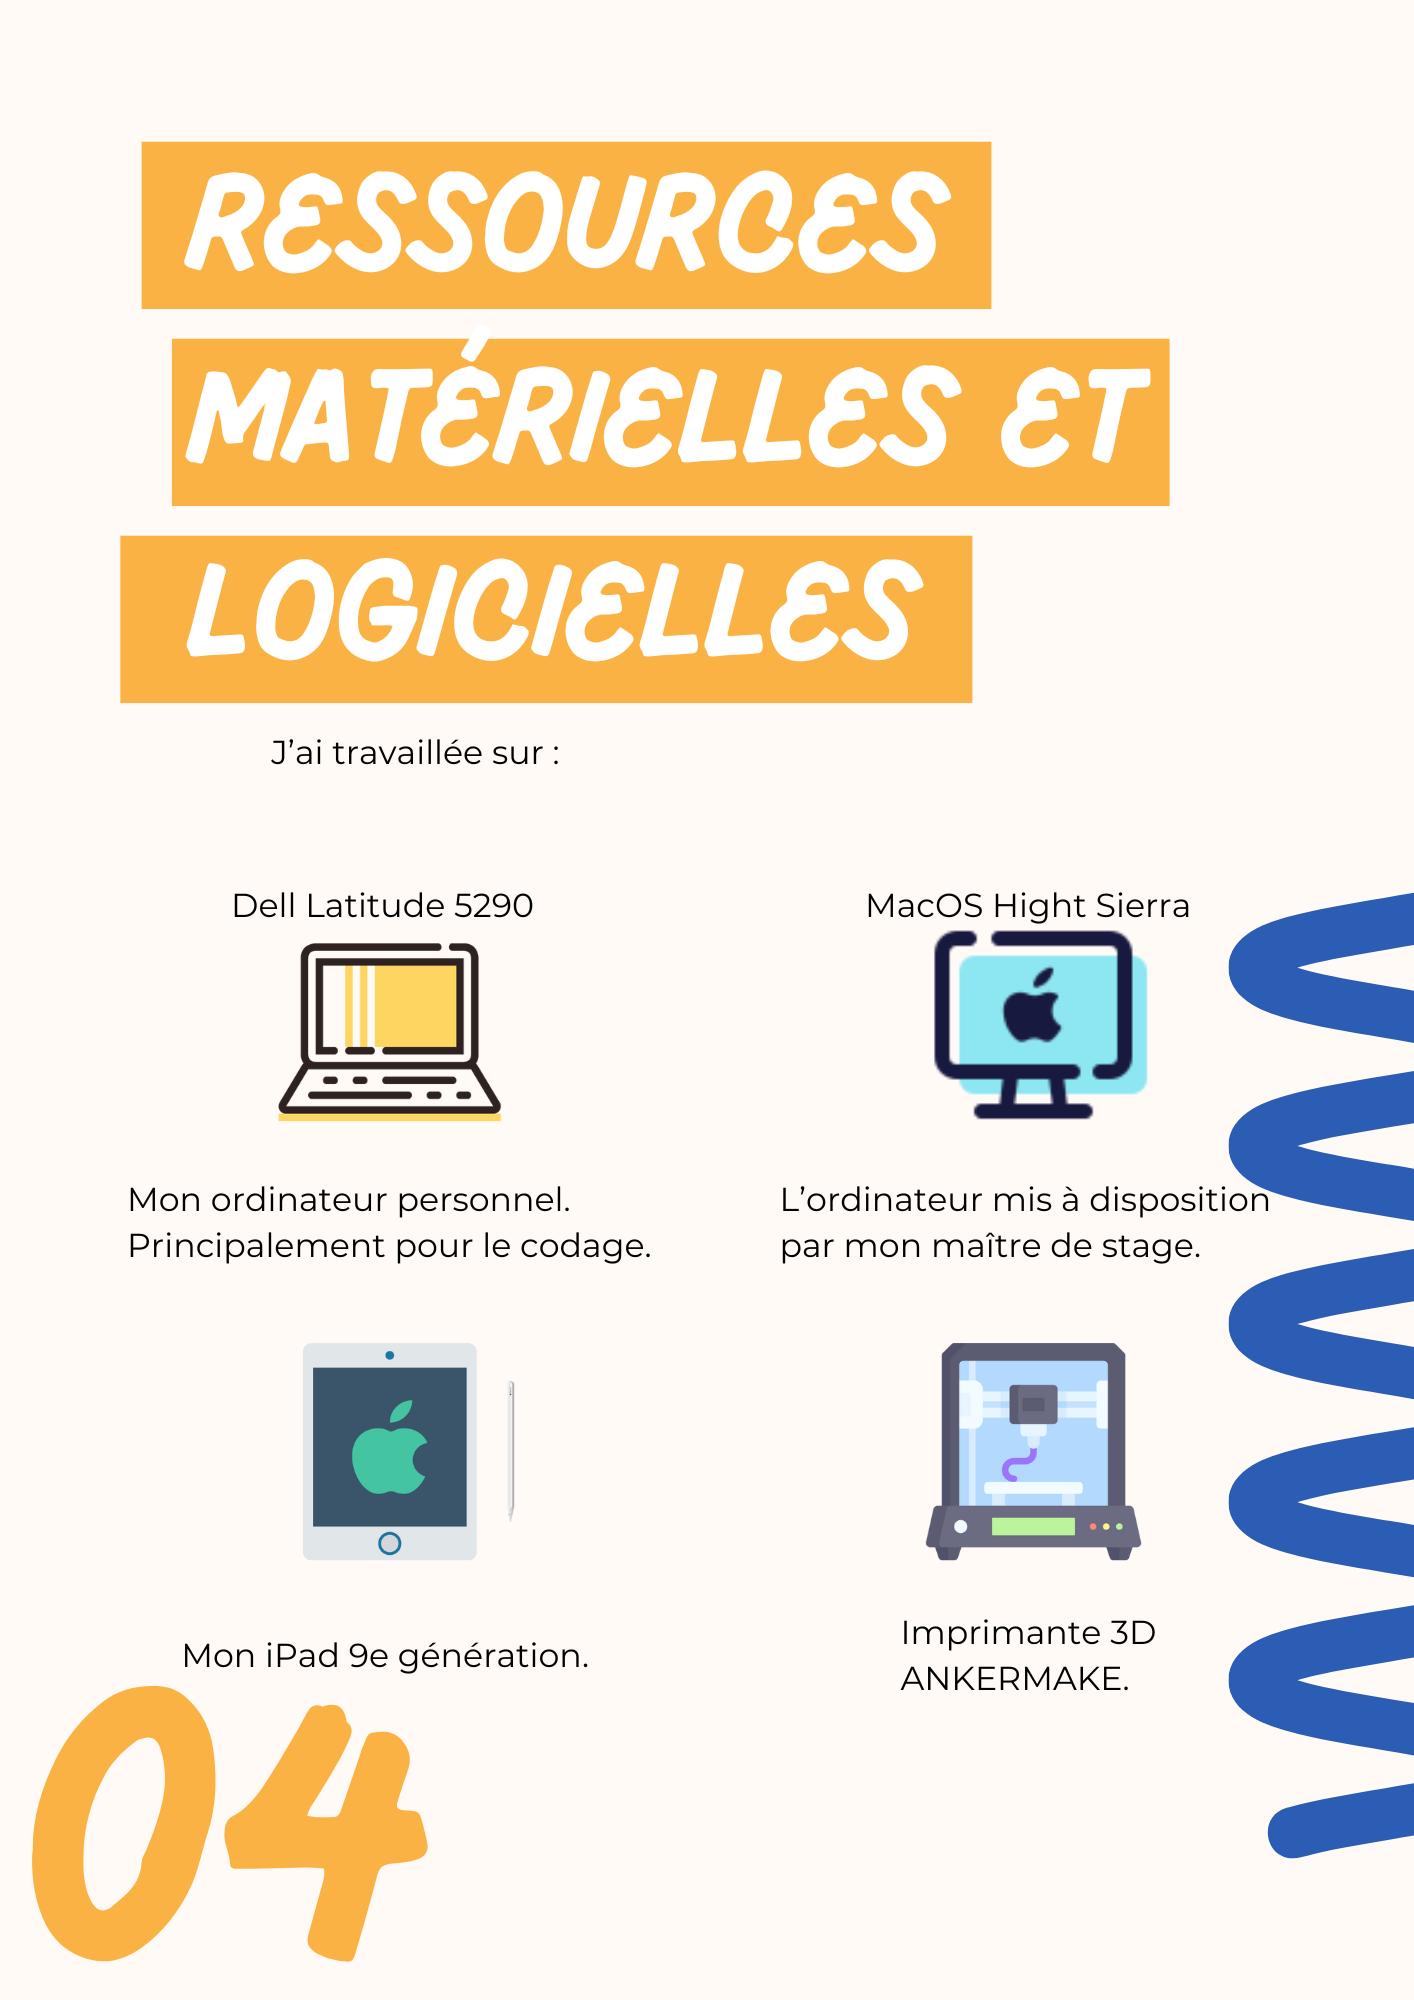 RESSOURCES
MATÉRIELLES ET
LOGICIELLES
J’ai travaillée sur :
Dell Latitude 5290
MacOS Hight Sierra
Mon ordinateur personnel.
Principalement pour le codage.
L’ordinateur mis à disposition
par mon maître de stage.
Mon iPad 9e génération.
Imprimante 3D
ANKERMAKE.
04